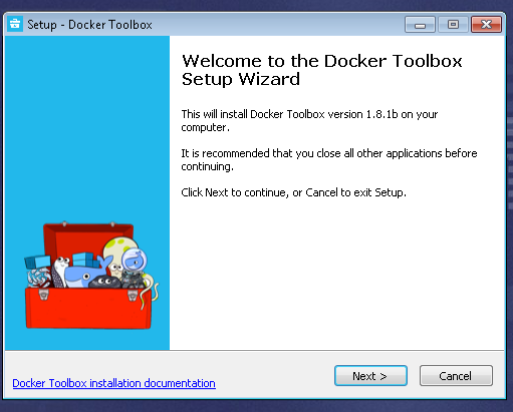 Setup - Docker Toolbox
Welcome to the Docker Toolbox
Setup Wizard
This will install Docker Toolbox version 1.8.1b on your
computer.
It is recommended that you close all other applications before
continuing.
Click Next to continue, or Cancel to exit Setup.
Docker Toolbox installation documentation
Next >
Cancel